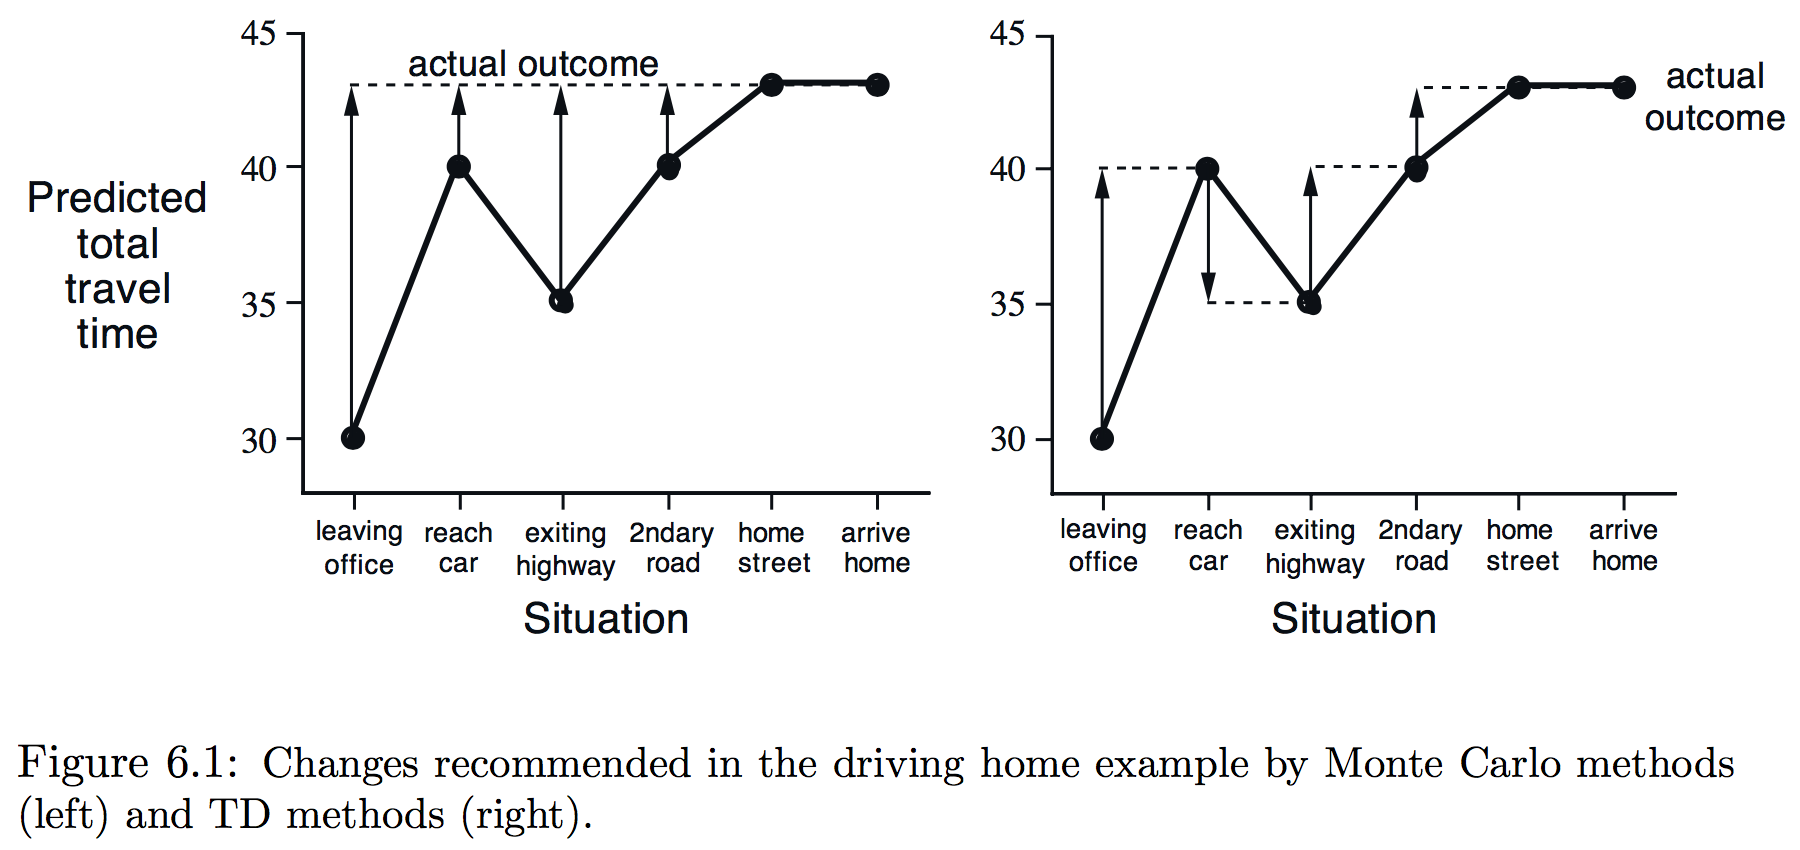 45
actual outcome
40
Predicted
total
travel
time
35
30
leaving
office
reach
car
exiting
highway
2ndary
road
home
street
arrive
home
Situation
45
actual
outcome
40
35
30
leaving
office
reach
car
exiting
highway
2ndary
road
home
street
arrive
home
Situation
Figure 6.1: Changes recommended in the driving home example by Monte Carlo methods
(left) and TD methods (right).